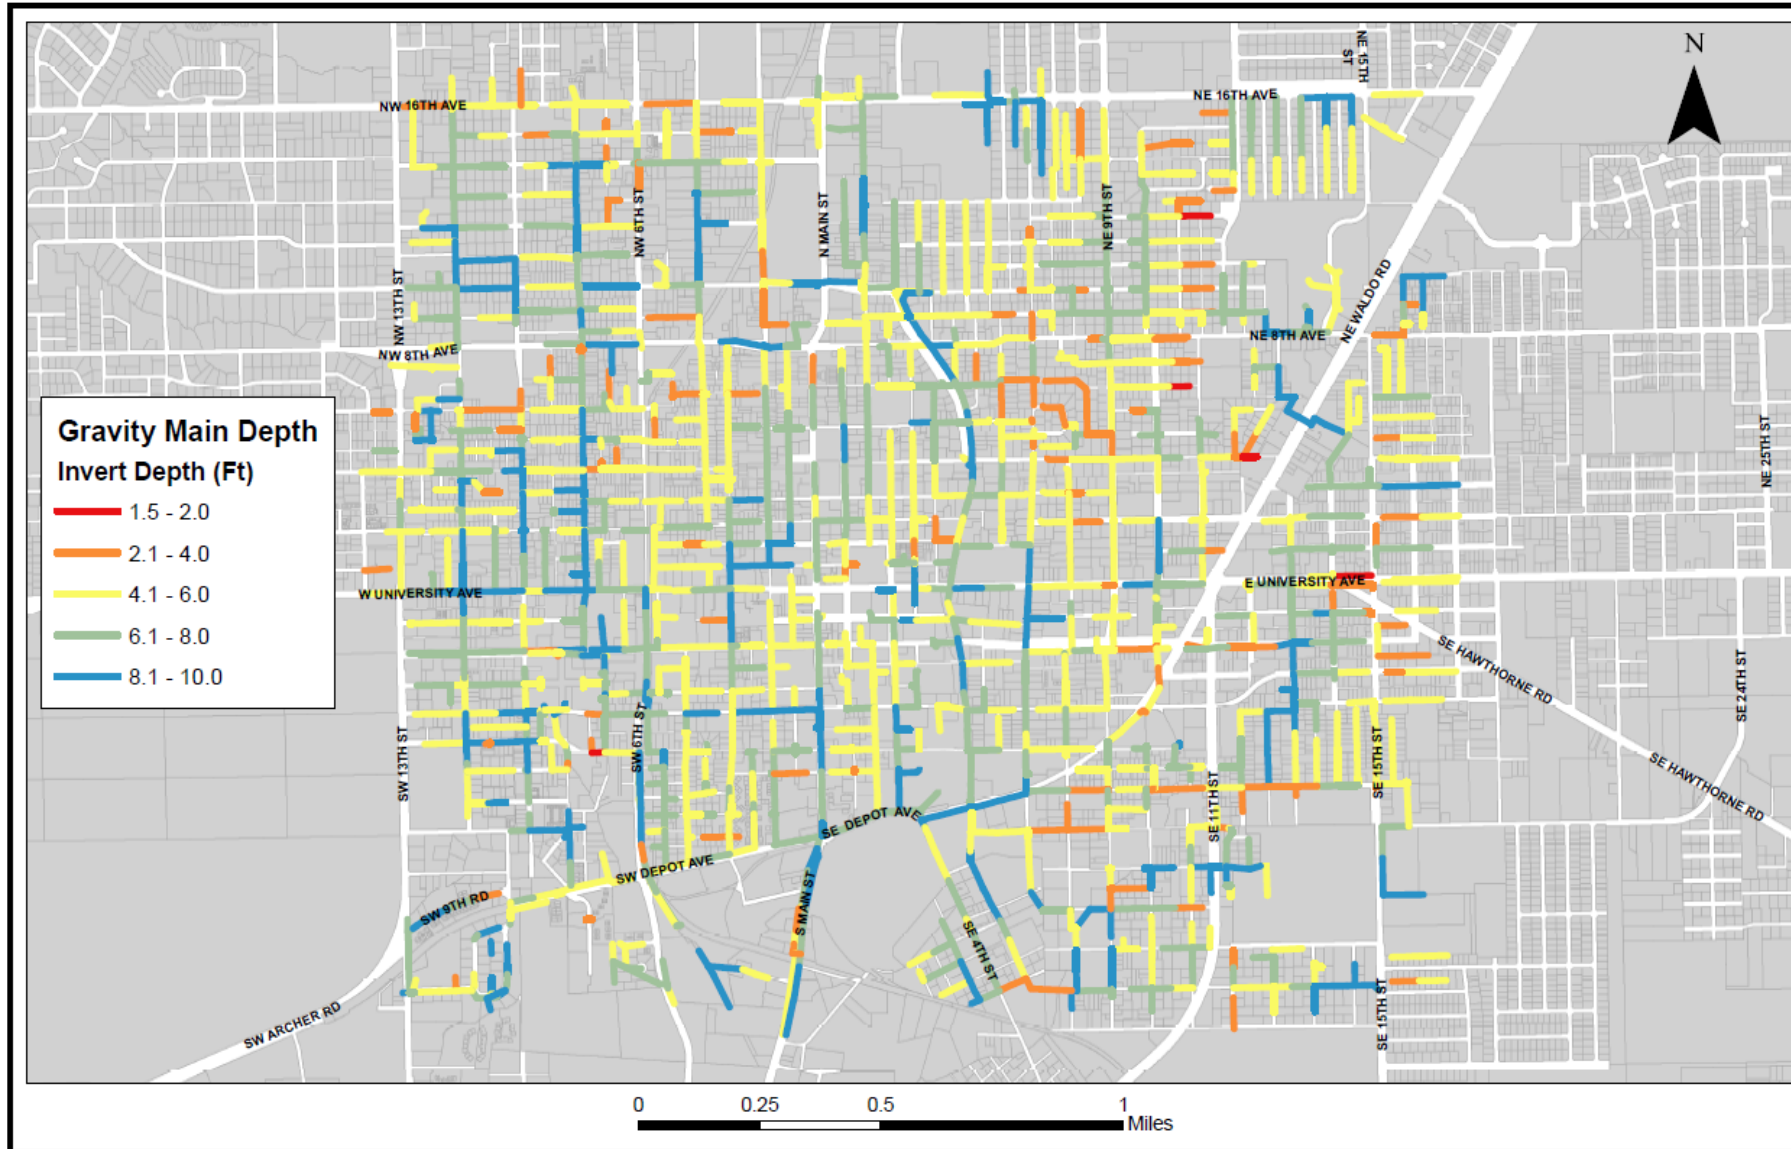 N
NE 15TH
ST
NW 16TH AVE
NE 16TH AVE
NW 6TH ST
N MAIN ST
NE 9TH ST
NW 13TH ST
NE WALDO RD
NE 8TH AVE
NW 8TH AVE
NE 25TH ST
Gravity Main Depth
Invert Depth (Ft)
1.5 - 2.0
2.1 - 4.0
4.1 - 6.0
6.1 - 8.0
8.1 - 10.0
W UNIVERSITY AVE
E UNIVERSITY AVE
SE HAWTHORNE RD
SE 24TH ST
SW 13TH ST
SW 6TH ST
SE 15TH ST
SE 11TH ST
SE HAWTHORNE RD
SE DEPOT AVE
SW DEPOT AVE
SW 9TH RD
S MAIN ST
SE 4TH ST
SW ARCHER RD
SE 15TH ST
0 0.25 0.5 1
Miles